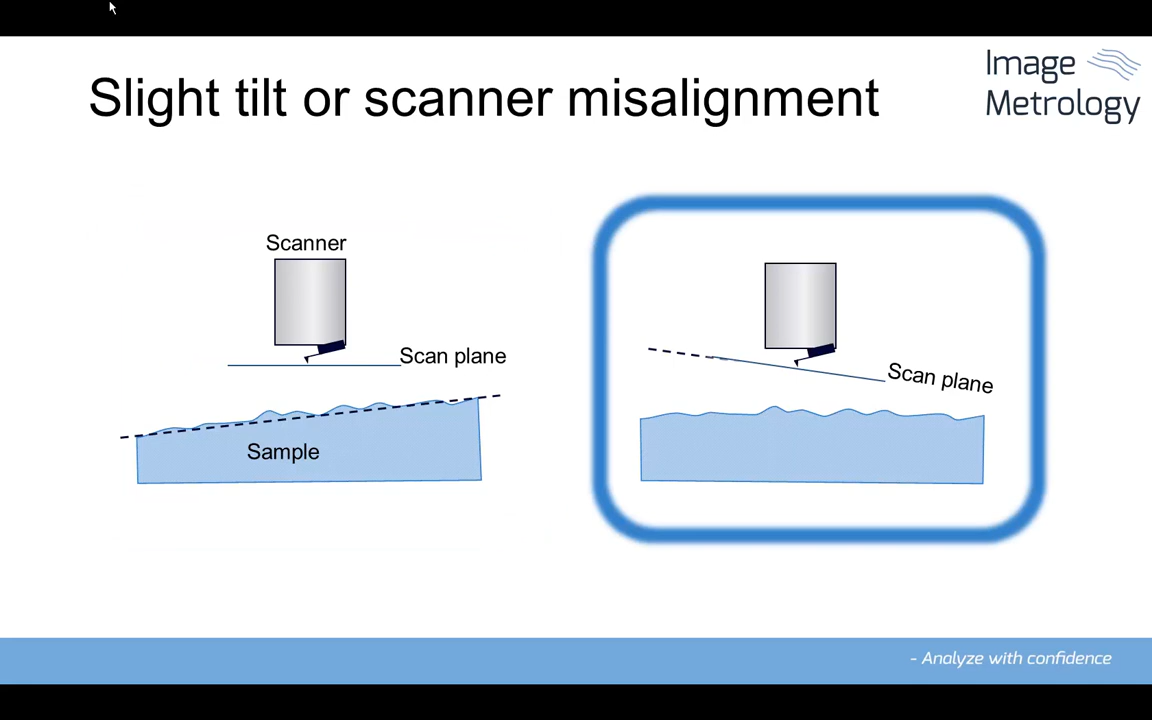 Image
Metrology
Slight tilt or scanner misalignment
Scanner
Scan plane
Sample
Scan plane
- Analyze with confidence